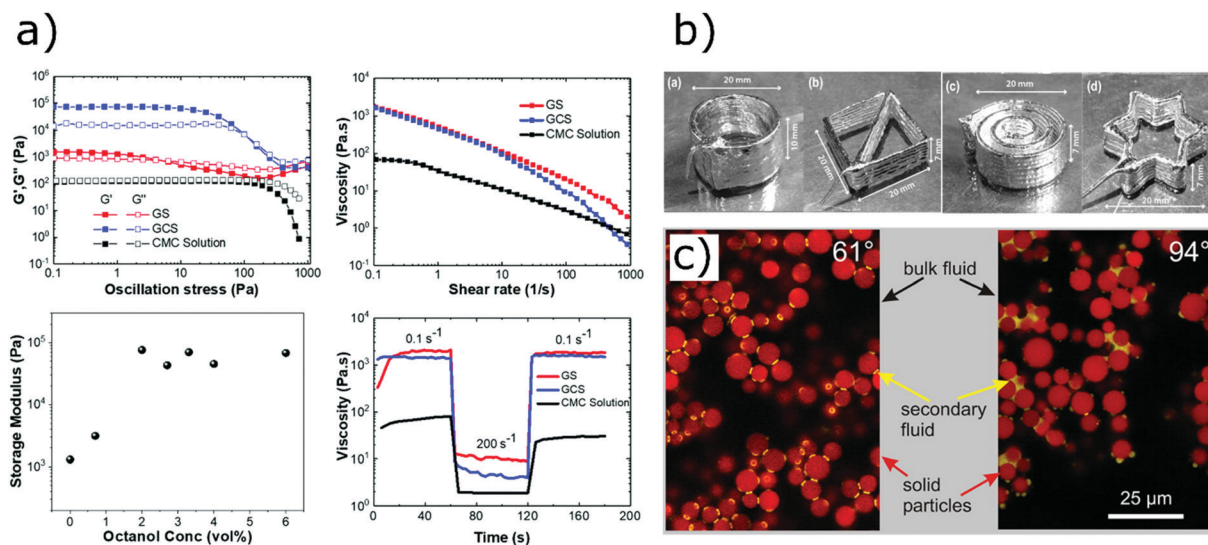 a)
10⁶
10⁵
10⁴
10³
10²
10¹
10⁰
10⁻¹
G',G'' (Pa)
G' G''
GS
GCS
CMC Solution
0.1 1 10 100 1000
Oscillation stress (Pa)
10⁴
10³
10²
10¹
10⁰
10⁻¹
Viscosity (Pa.s)
GS
GCS
CMC Solution
0.1 1 10 100 1000
Shear rate (1/s)
10⁵
10⁴
10³
Storage Modulus (Pa)
0 1 2 3 4 5 6
Octanol Conc (vol%)
10⁴
10³
10²
10¹
10⁰
Viscosity (Pa.s)
0.1 s⁻¹
0.1 s⁻¹
200 s⁻¹
GS
GCS
CMC Solution
0 40 80 120 160 200
Time (s)
b)
(a)
20 mm
10 mm
(b)
20 mm
20 mm
7 mm
(c)
20 mm
7 mm
(d)
20 mm
7 mm
c)
61°
94°
bulk fluid
secondary
fluid
solid
particles
25 µm